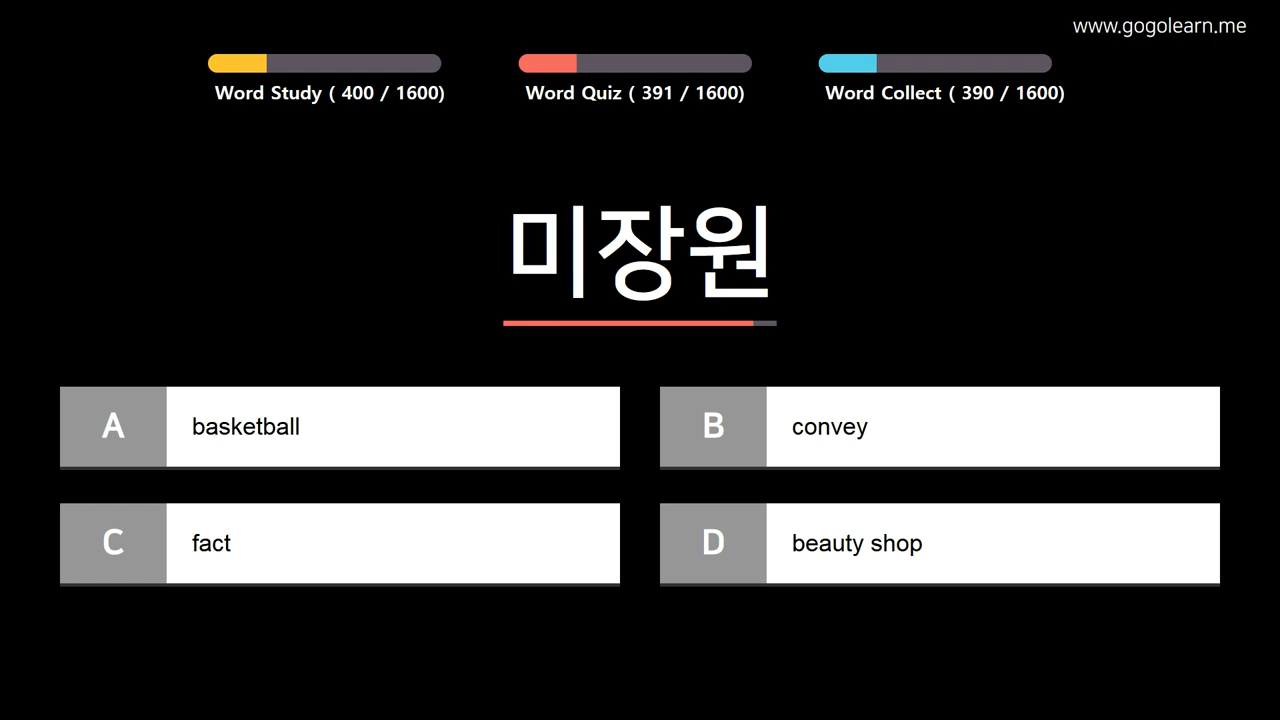 www.gogolearn.me
Word Study ( 400 / 1600)
Word Quiz ( 391 / 1600)
Word Collect ( 390 / 1600)
미장원
A basketball
B convey
C fact
D beauty shop